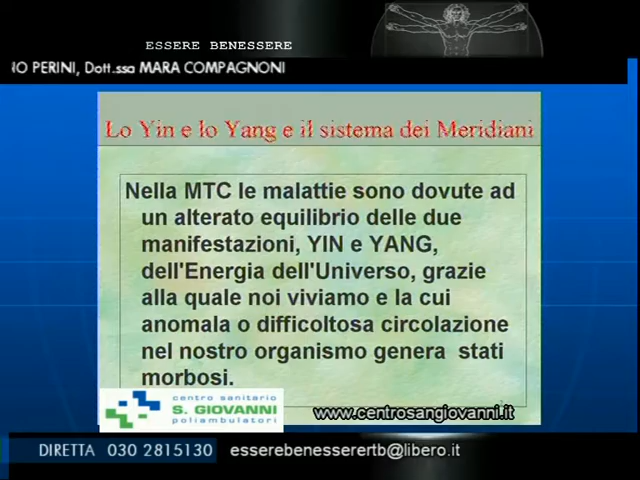 ESSERE BENESSERE
IO PERINI, Dott.ssa MARA COMPAGNONI
Lo Yin e lo Yang e il sistema dei Meridiani
Nella MTC le malattie sono dovute ad
un alterato equilibrio delle due
manifestazioni, YIN e YANG,
dell'Energia dell'Universo, grazie
alla quale noi viviamo e la cui
anomala o difficoltosa circolazione
nel nostro organismo genera stati
morbosi.
centro sanitario
S. GIOVANNI
poliambulatori
www.centrosangiovanni.it
DIRETTA 030 2815130 esserebenesserertb@libero.it